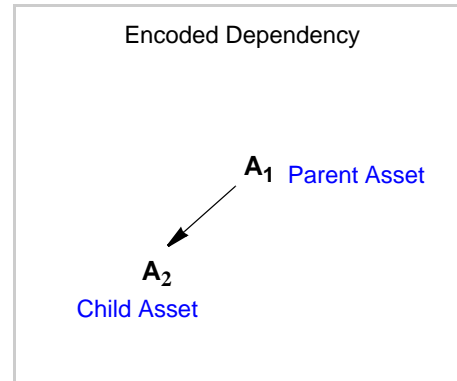 Encoded Dependency
A₁ Parent Asset
A₂
Child Asset